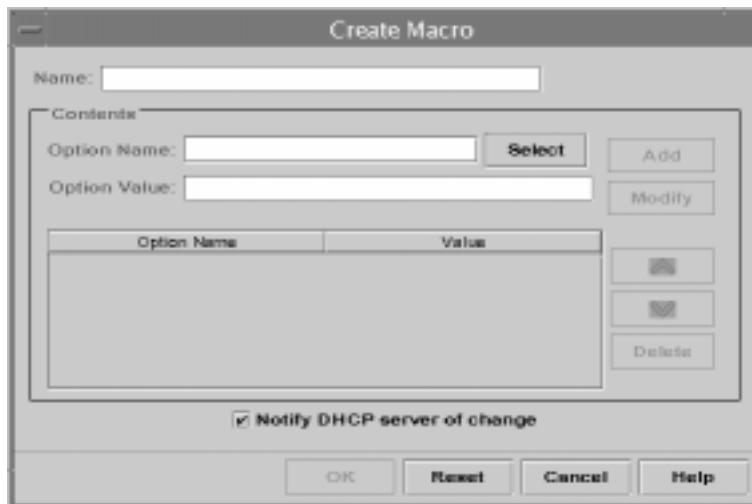 Create Macro
Name:
Contents
Option Name: Select Add
Option Value: Modify
Option Name Value
Delete
Notify DHCP server of change
OK Reset Cancel Help